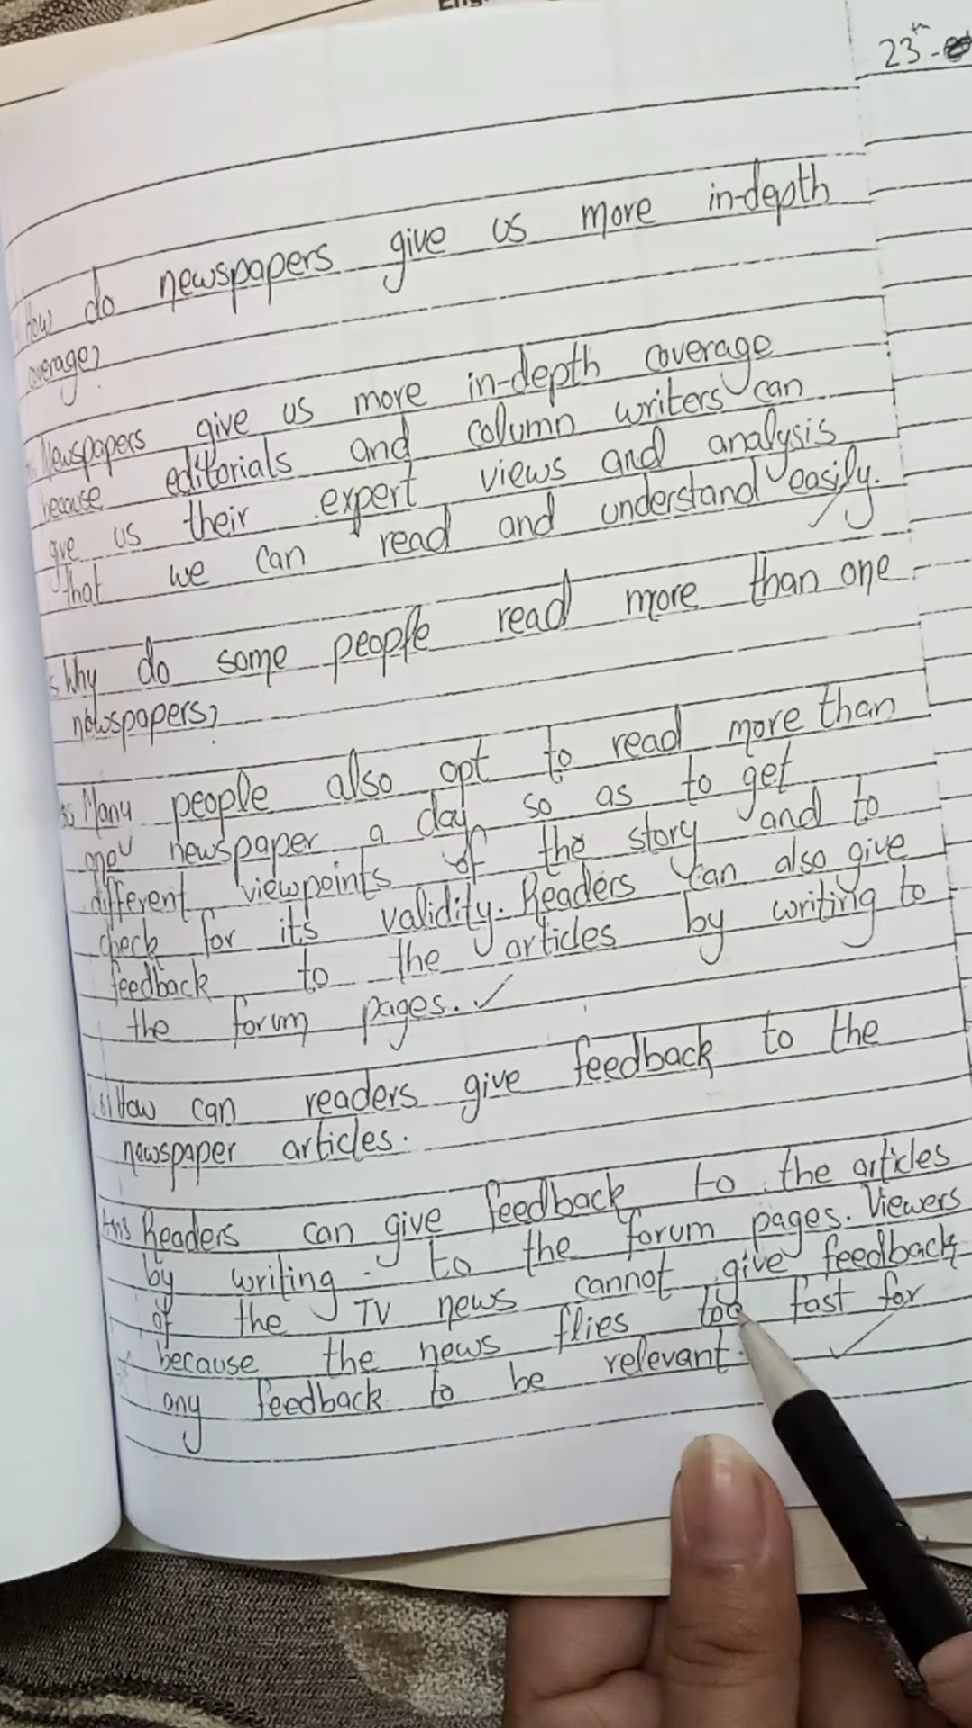 23th -
How do newspapers give us more in-depth
overage?
Newspapers give us more in-depth coverage
because editorials and column writers can
give us their expert views and analysis
that we can read and understand easily.
Why do some people read more than one
newspapers?
Many people also opt to read more than
one newspaper a day so as to get
different viewpoints of the story and to
check for it's validity. Readers can also give
feedback to the articles by writing to
the forum pages.
How can readers give feedback to the
newspaper articles.
ns Readers can give feedback to the articles
by writing to the forum pages. Viewers
of the TV news cannot give feedback
because the news flies too fast for
any feedback to be relevant.